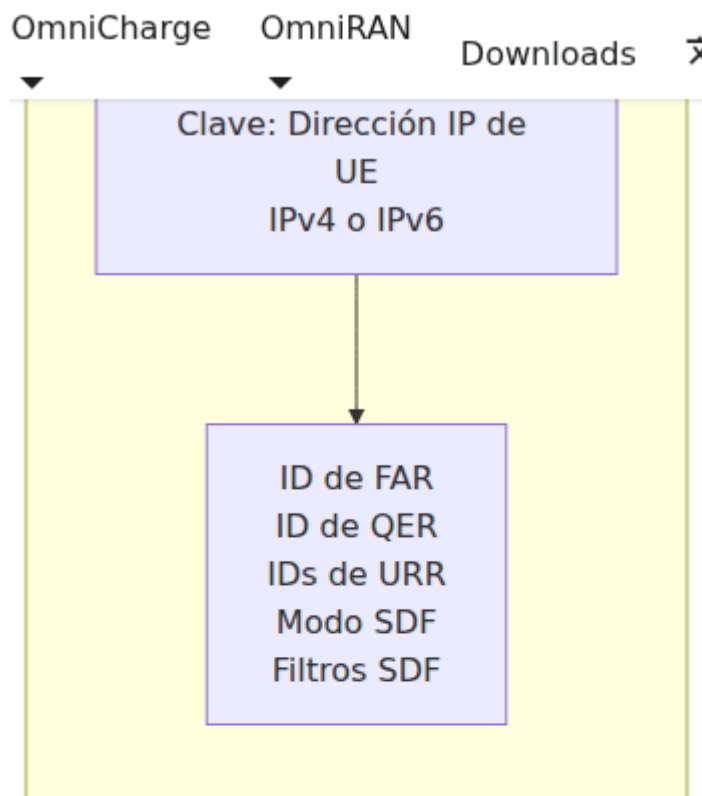 OmniCharge
OmniRAN
Downloads
Clave: Dirección IP de
UE
IPv4 o IPv6
ID de FAR
ID de QER
IDs de URR
Modo SDF
Filtros SDF